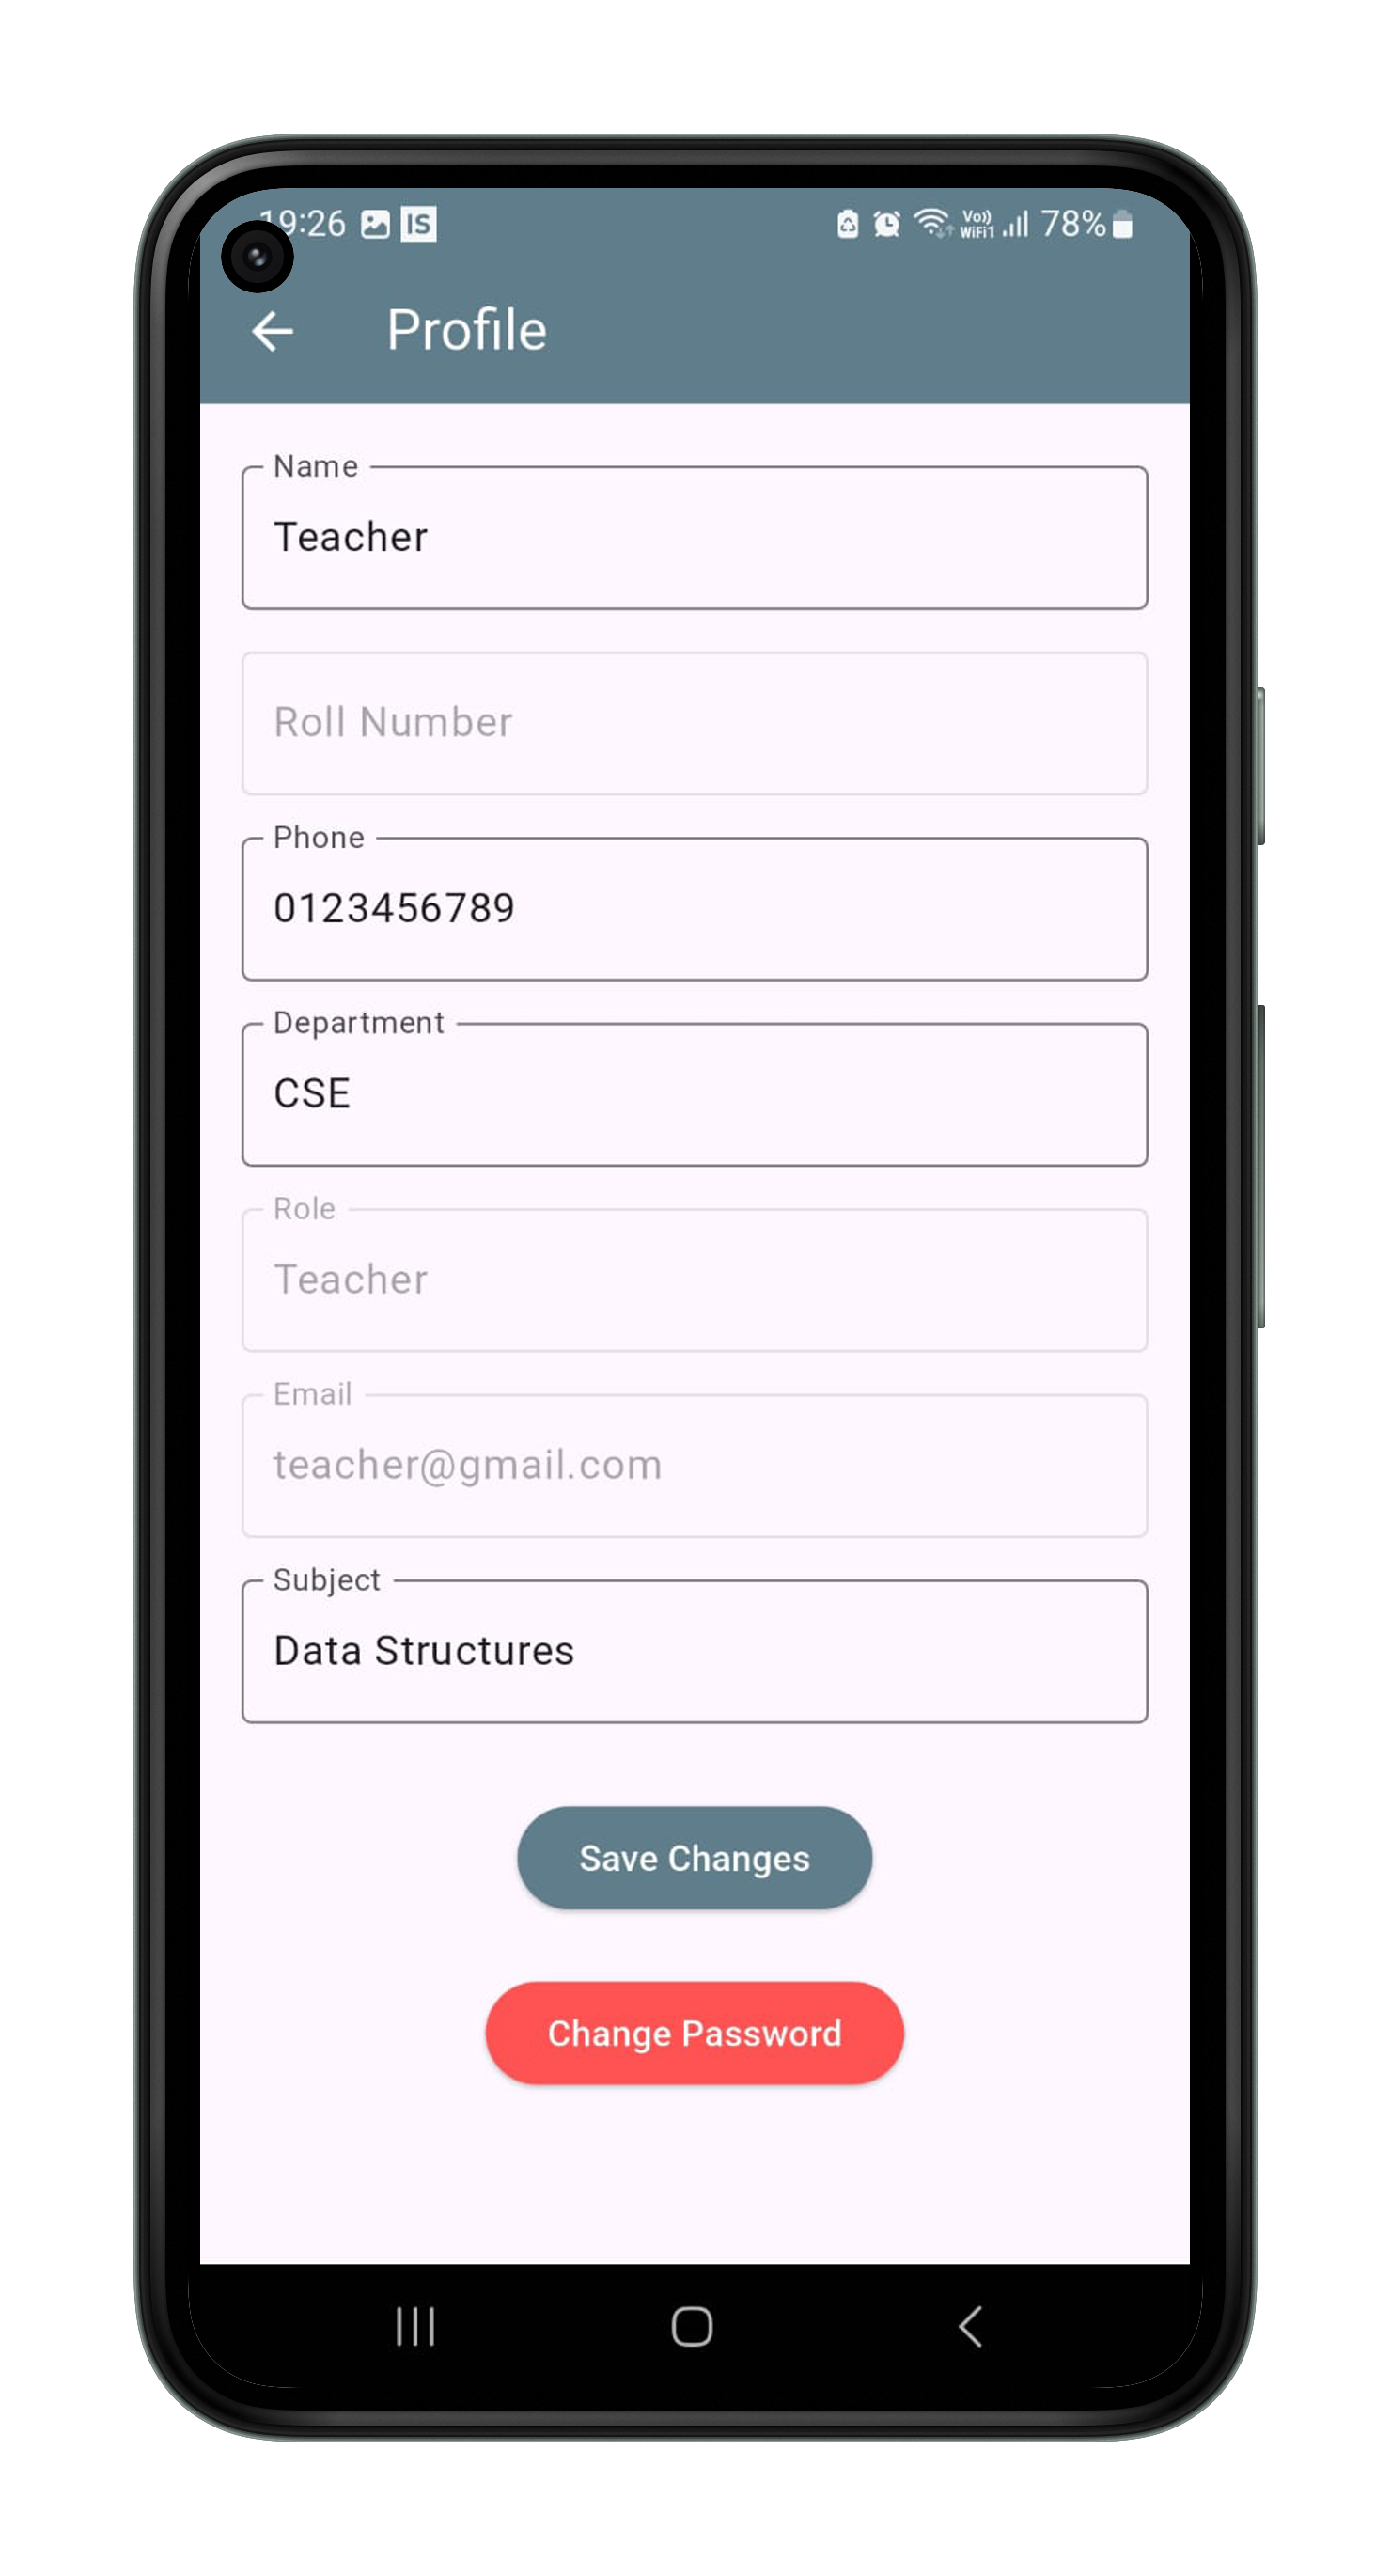 19:26 IS Vo)) WiFi1 78%
Profile
Name
Teacher
Roll Number
Phone
0123456789
Department
CSE
Role
Teacher
Email
teacher@gmail.com
Subject
Data Structures
Save Changes
Change Password